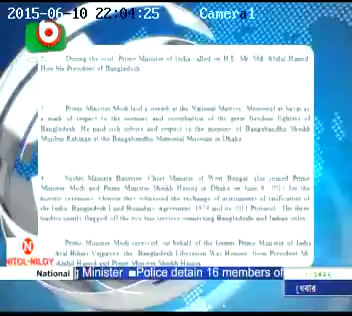 2015-06-10 22:04:25 Camera1
2. During the visit Prime Minister of India called on H.E. Mr. Md. Abdul Hamid
Hon'ble President of Bangladesh
3. Prime Minister Modi laid a wreath at the National Martyrs' Memorial at Savar as
a mark of respect to the memory and contribution of the great freedom fighters of
Bangladesh. He paid rich tributes and respect to the memory of Bangabandhu Sheikh
Mujibur Rahman at the Bangabandhu Memorial Museum in Dhaka
4. Sushri Mamata Banerjee Chief Minister of West Bengal also joined Prime
Minister Modi and Prime Minister Sheikh Hasina in Dhaka on June 6, 2015 for the
historic ceremony wherein they witnessed the exchange of instruments of ratification of
the India Bangladesh Land Boundary Agreement 1974 and its 2011 Protocol. The three
leaders jointly flagged off the two bus services connecting Bangladesh and Indian cities
Prime Minister Modi received on behalf of the former Prime Minister of India
Atal Bihari Vajpayee the Bangladesh Liberation War Honour from President Mr
Abdul Hamid and Prime Minister Sheikh Hasina
N
NITOL-NILOY
National g Minister ■Police detain 16 members of
বুধবার